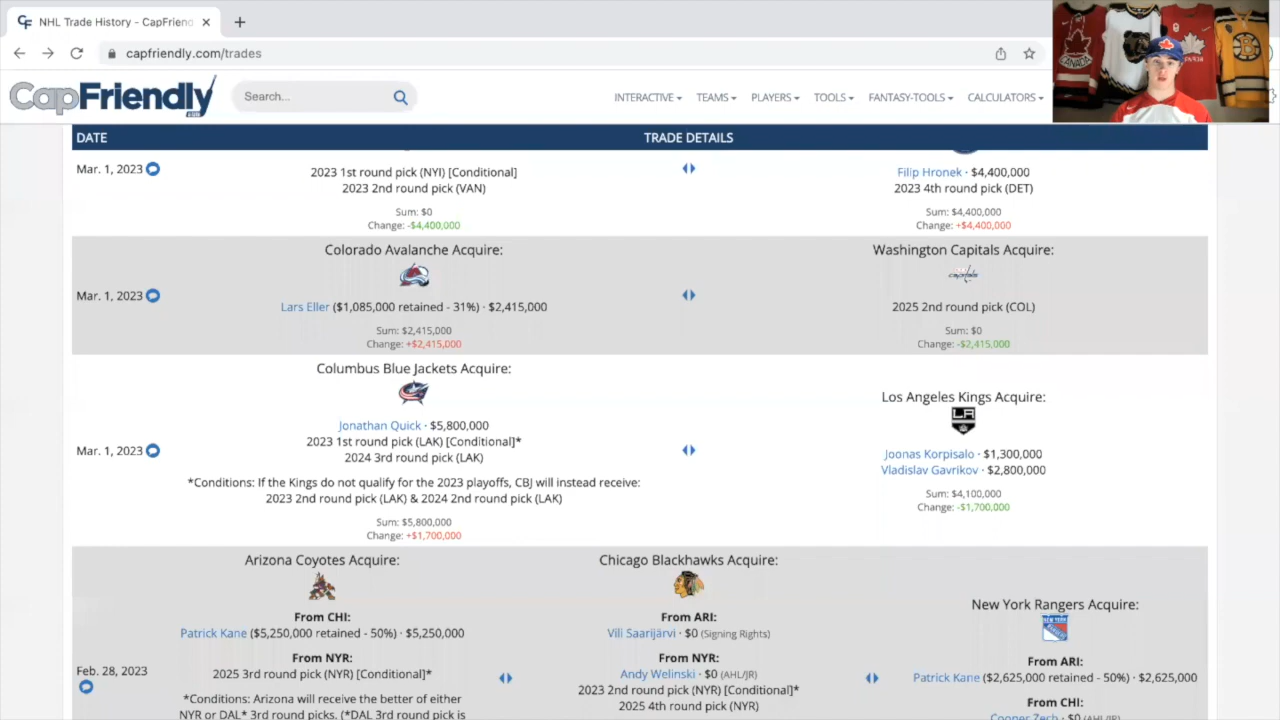 NHL Trade History - CapFriend
capfriendly.com/trades
CapFriendly
Search...
INTERACTIVE TEAMS PLAYERS TOOLS FANTASY-TOOLS CALCULATORS
CANADA
DATE TRADE DETAILS
Mar. 1, 2023
2023 1st round pick (NYI) [Conditional]
2023 2nd round pick (VAN)
Sum: $0
Change: -$4,400,000
Filip Hronek · $4,400,000
2023 4th round pick (DET)
Sum: $4,400,000
Change: +$4,400,000
Mar. 1, 2023
Colorado Avalanche Acquire:
Lars Eller ($1,085,000 retained - 31%) · $2,415,000
Sum: $2,415,000
Change: +$2,415,000
Washington Capitals Acquire:
capitals
2025 2nd round pick (COL)
Sum: $0
Change: -$2,415,000
Mar. 1, 2023
Columbus Blue Jackets Acquire:
Jonathan Quick · $5,800,000
2023 1st round pick (LAK) [Conditional]*
2024 3rd round pick (LAK)
*Conditions: If the Kings do not qualify for the 2023 playoffs, CBJ will instead receive:
2023 2nd round pick (LAK) & 2024 2nd round pick (LAK)
Sum: $5,800,000
Change: +$1,700,000
Los Angeles Kings Acquire:
LA
Joonas Korpisalo · $1,300,000
Vladislav Gavrikov · $2,800,000
Sum: $4,100,000
Change: -$1,700,000
Feb. 28, 2023
Arizona Coyotes Acquire:
From CHI:
Patrick Kane ($5,250,000 retained - 50%) · $5,250,000
From NYR:
2025 3rd round pick (NYR) [Conditional]*
*Conditions: Arizona will receive the better of either
NYR or DAL* 3rd round picks. (*DAL 3rd round pick is
Chicago Blackhawks Acquire:
From ARI:
Vili Saarijärvi · $0 (Signing Rights)
From NYR:
Andy Welinski · $0 (AHL/JR)
2023 2nd round pick (NYR) [Conditional]*
2025 4th round pick (NYR)
New York Rangers Acquire:
NEW YORK
From ARI:
Patrick Kane ($2,625,000 retained - 50%) · $2,625,000
From CHI:
Cooper Zech · $0 (AHL/JR)